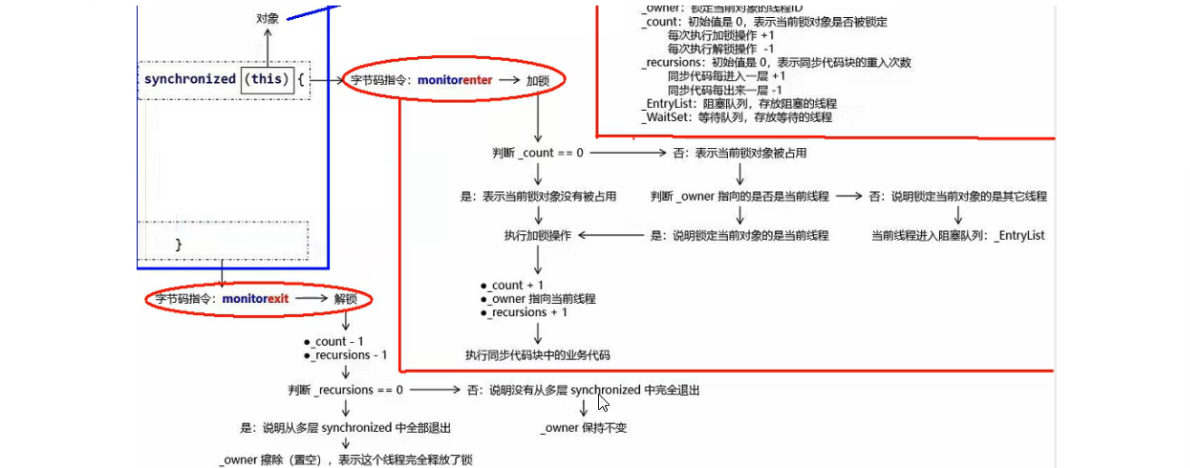 对象
synchronized (this) {
字节码指令：monitorenter
加锁
_owner：锁定当前对象的线程ID
_count：初始值是 0，表示当前锁对象是否被锁定
每次执行加锁操作 +1
每次执行解锁操作 -1
_recursions：初始值是 0，表示同步代码块的重入次数
同步代码每进入一层 +1
同步代码每出来一层 -1
_EntryList：阻塞队列，存放阻塞的线程
_WaitSet：等待队列，存放等待的线程
判断 _count == 0
否：表示当前锁对象被占用
是：表示当前锁对象没有被占用
判断 _owner 指向的是否是当前线程
否：说明锁定当前对象的是其它线程
执行加锁操作
是：说明锁定当前对象的是当前线程
当前线程进入阻塞队列：_EntryList
●_count + 1
●_owner 指向当前线程
●_recursions + 1
执行同步代码块中的业务代码
}
字节码指令：monitorexit
解锁
●_count - 1
●_recursions - 1
判断 _recursions == 0
否：说明没有从多层 synchronized 中完全退出
是：说明从多层 synchronized 中全部退出
_owner 保持不变
_owner 擦除（置空），表示这个线程完全释放了锁